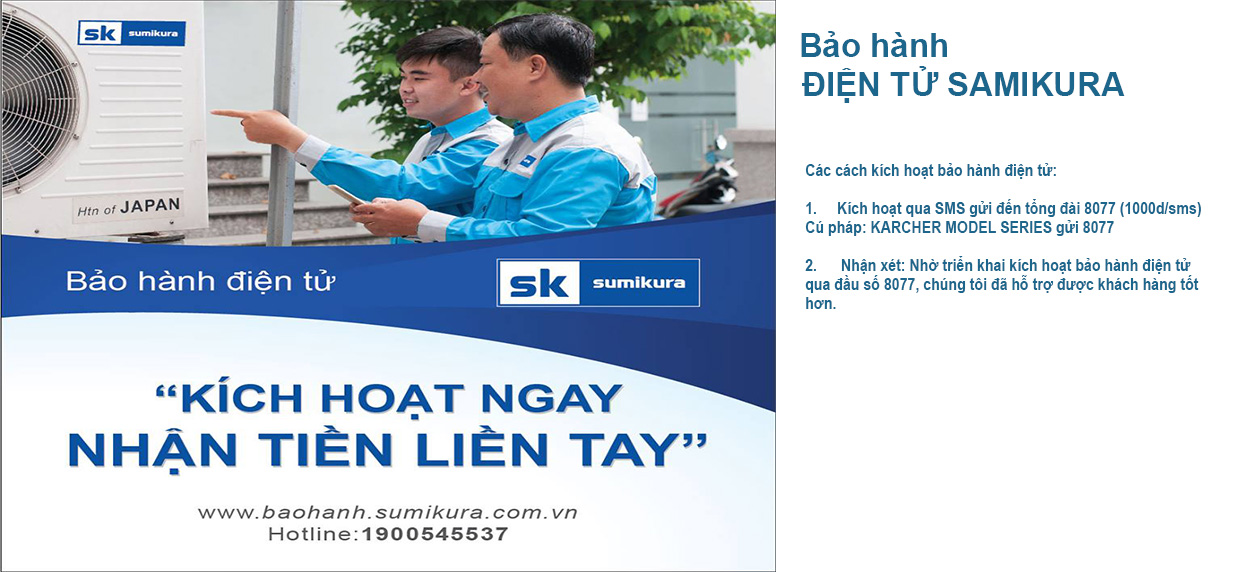 sk sumikura
Htn of JAPAN
sk
Bảo hành điện tử
sk sumikura
“KÍCH HOẠT NGAY
NHẬN TIỀN LIỀN TAY”
www.baohanh.sumikura.com.vn
Hotline:1900545537
Bảo hành
ĐIỆN TỬ SAMIKURA
Các cách kích hoạt bảo hành điện tử:
1. Kích hoạt qua SMS gửi đến tổng đài 8077 (1000d/sms)
Cú pháp: KARCHER MODEL SERIES gửi 8077
2. Nhận xét: Nhờ triển khai kích hoạt bảo hành điện tử
qua đầu số 8077, chúng tôi đã hỗ trợ được khách hàng tốt
hơn.